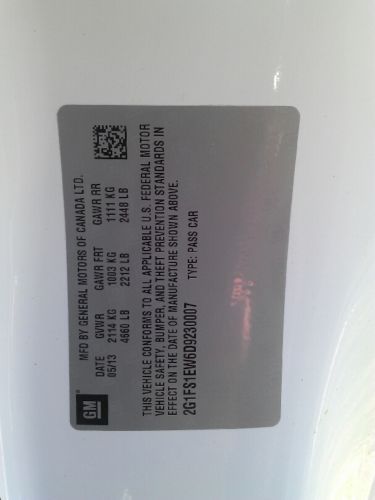 GM
MFD BY GENERAL MOTORS OF CANADA LTD.
DATE GVWR GAWR FRT GAWR RR
05/13 2114 KG 1003 KG 1111 KG
4660 LB 2212 LB 2448 LB
THIS VEHICLE CONFORMS TO ALL APPLICABLE U.S. FEDERAL MOTOR
VEHICLE SAFETY, BUMPER, AND THEFT PREVENTION STANDARDS IN
EFFECT ON THE DATE OF MANUFACTURE SHOWN ABOVE.
2G1FS1EW6D9230007 TYPE: PASS CAR